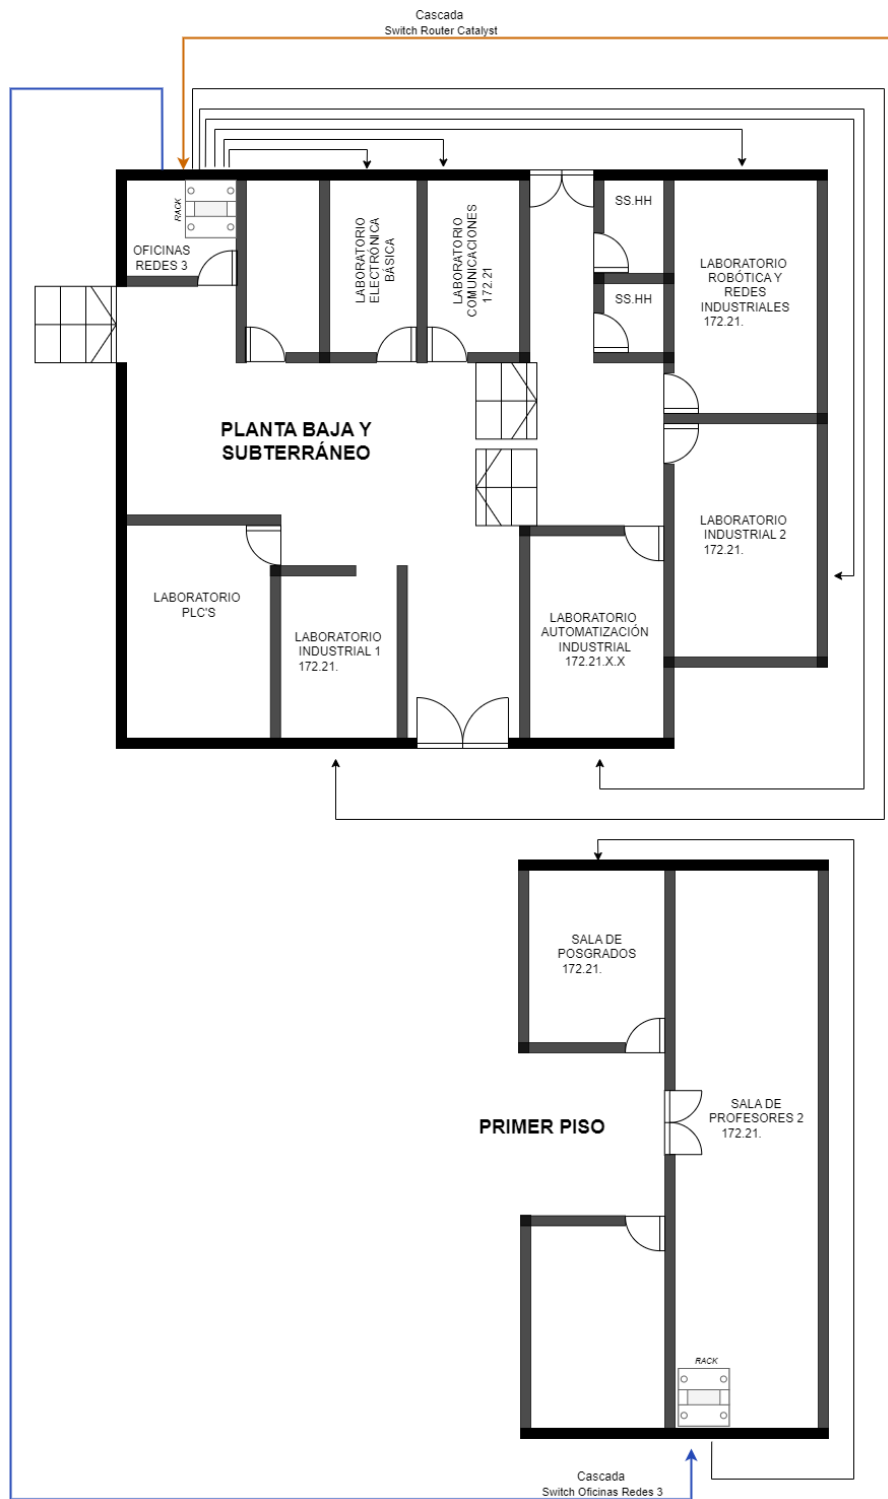 Cascada
Switch Router Catalyst
RACK
OFICINAS
REDES 3
LABORATORIO
ELECTRÓNICA
BÁSICA
LABORATORIO
COMUNICACIONES
172.21
SS.HH
SS.HH
LABORATORIO
ROBÓTICA Y
REDES
INDUSTRIALES
172.21.
PLANTA BAJA Y
SUBTERRÁNEO
LABORATORIO
INDUSTRIAL 2
172.21.
LABORATORIO
PLC'S
LABORATORIO
INDUSTRIAL 1
172.21.
LABORATORIO
AUTOMATIZACIÓN
INDUSTRIAL
172.21.X.X
SALA DE
POSGRADOS
172.21.
PRIMER PISO
SALA DE
PROFESORES 2
172.21.
RACK
Cascada
Switch Oficinas Redes 3